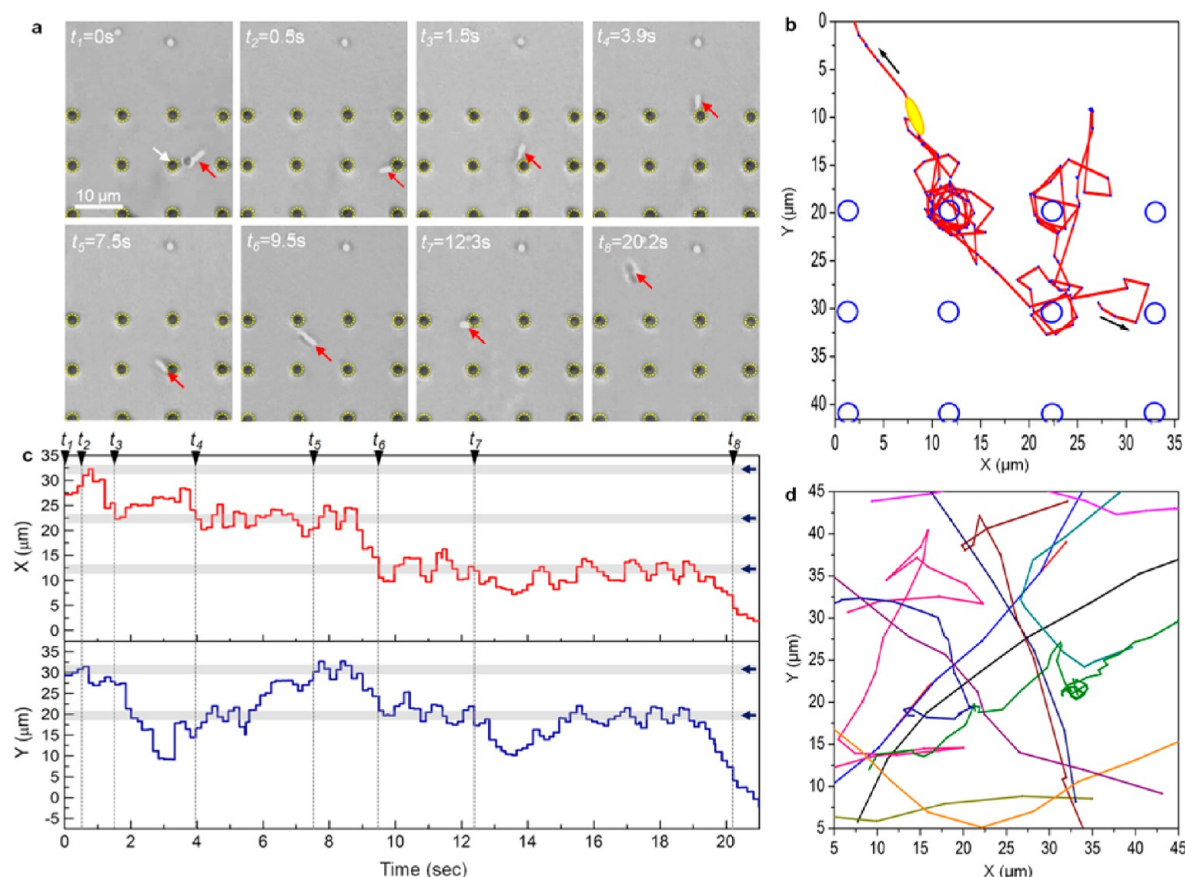 a
t1=0s
t2=0.5s
t3=1.5s
t4=3.9s
10 μm
t5=7.5s
t6=9.5s
t7=12.3s
t8=20.2s
b
0
5
10
15
20
25
30
35
40
Y (μm)
0 5 10 15 20 25 30 35
X (μm)
c
t1 t2 t3 t4 t5 t6 t7 t8
35
30
25
20
15
10
5
0
X (μm)
35
30
25
20
15
10
5
0
-5
Y (μm)
0 2 4 6 8 10 12 14 16 18 20
Time (sec)
d
45
40
35
30
25
20
15
10
5
Y (μm)
5 10 15 20 25 30 35 40 45
X (μm)